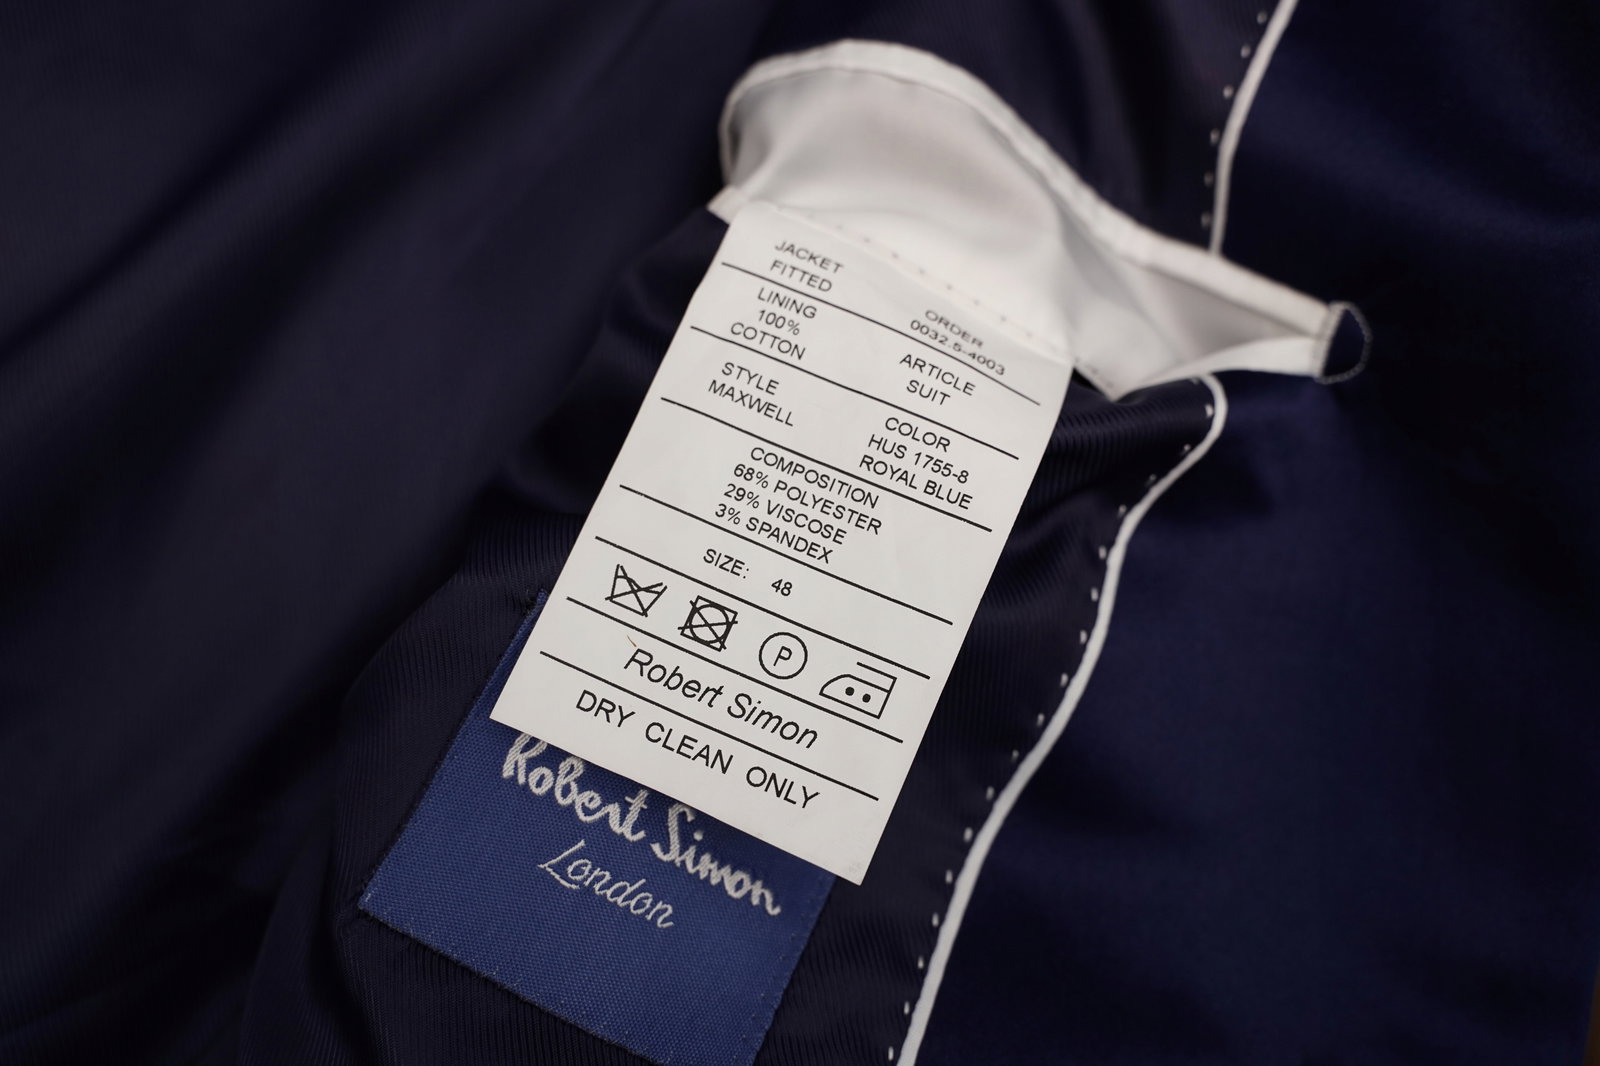 JACKET
FITTED
ORDER
0032.5-4003
LINING
100%
COTTON
ARTICLE
SUIT
STYLE
MAXWELL
COLOR
HUS 1755-8
ROYAL BLUE
COMPOSITION
68% POLYESTER
29% VISCOSE
3% SPANDEX
SIZE: 48
P
Robert Simon
DRY CLEAN ONLY
Robert Simon
London